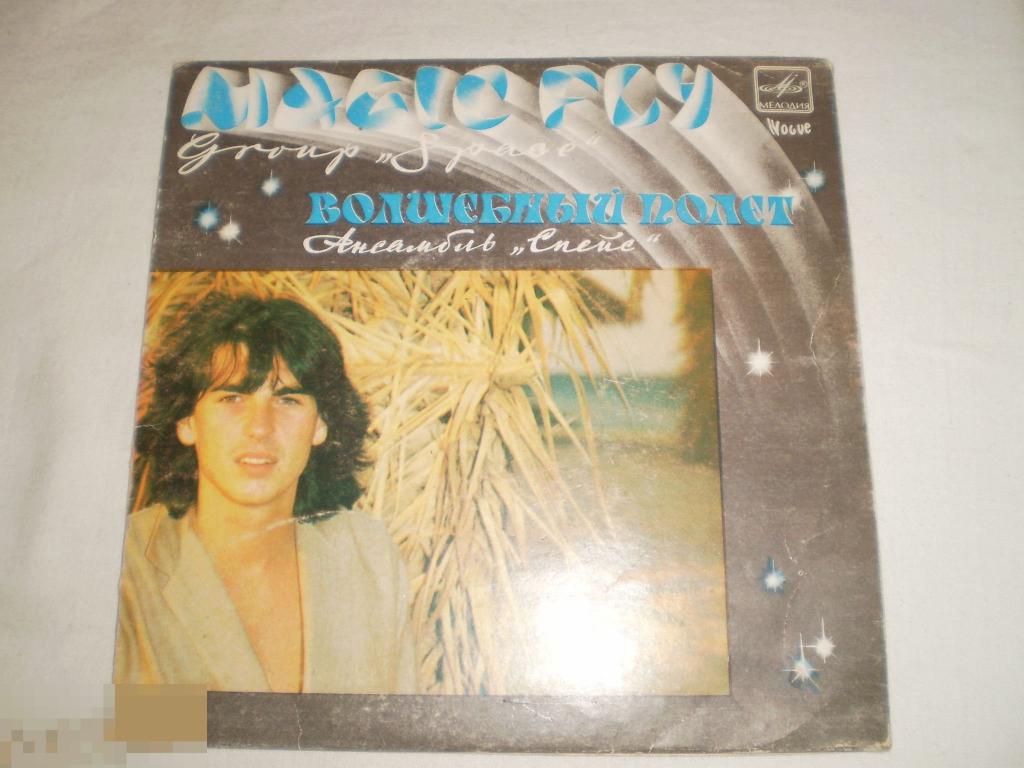 MAGIC FLY
Group „Space“
ВОЛШЕБНЫЙ ПОЛЕТ
Ансамбль „Спейс“
МЕЛОДИЯ
Vogue